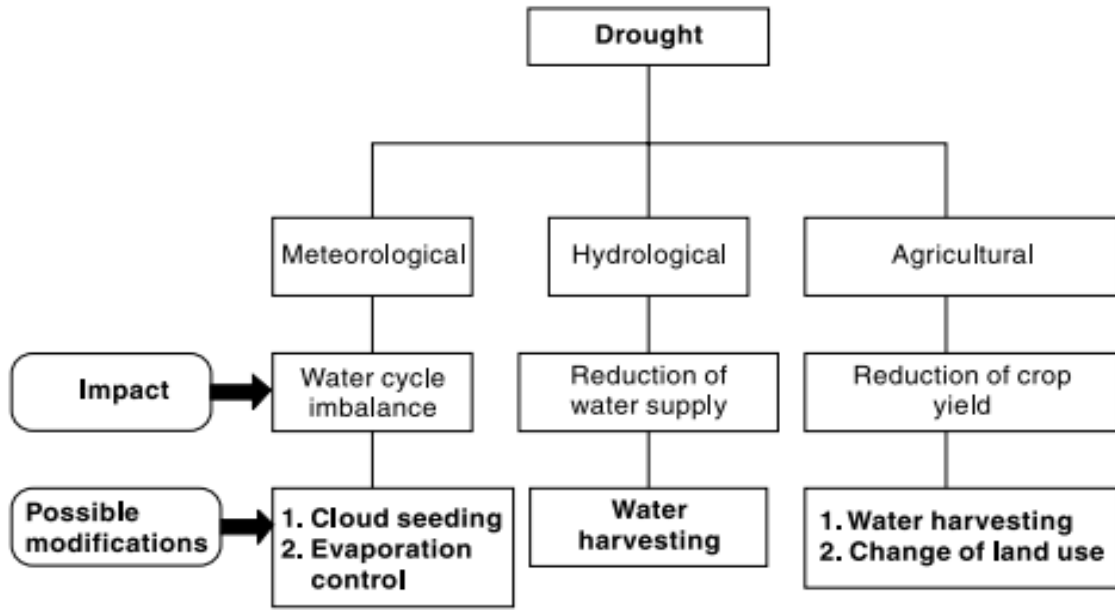 Drought
Meteorological
Hydrological
Agricultural
Impact
Water cycle
imbalance
Reduction of
water supply
Reduction of crop
yield
Possible
modifications
1. Cloud seeding
2. Evaporation
control
Water
harvesting
1. Water harvesting
2. Change of land use